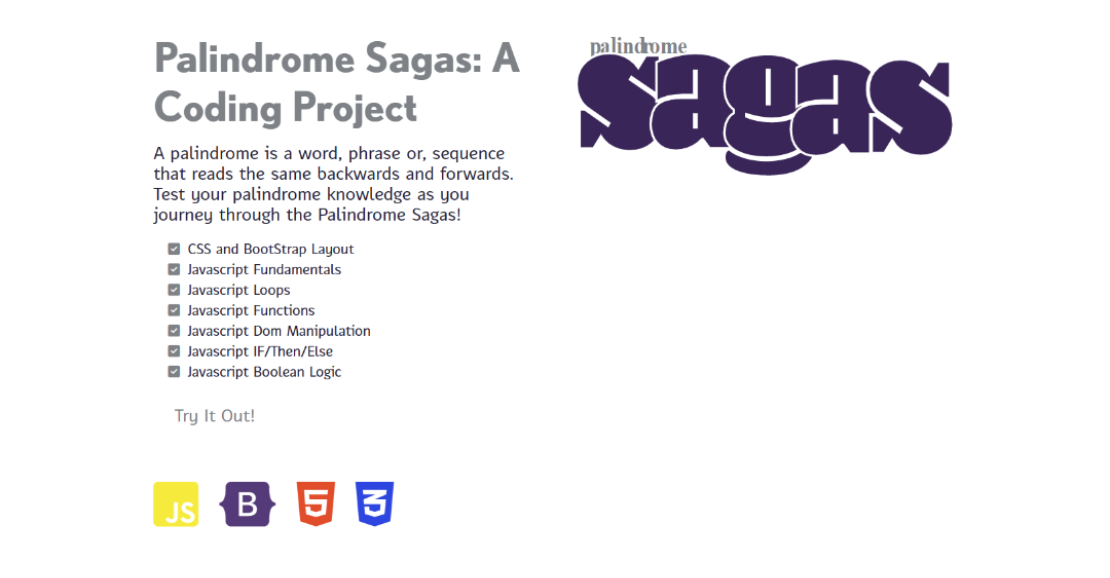 Palindrome Sagas: A
Coding Project
A palindrome is a word, phrase or, sequence
that reads the same backwards and forwards.
Test your palindrome knowledge as you
journey through the Palindrome Sagas!
CSS and BootStrap Layout
Javascript Fundamentals
Javascript Loops
Javascript Functions
Javascript Dom Manipulation
Javascript IF/Then/Else
Javascript Boolean Logic
Try It Out!
JS
B
5
3
palindrome
sagas